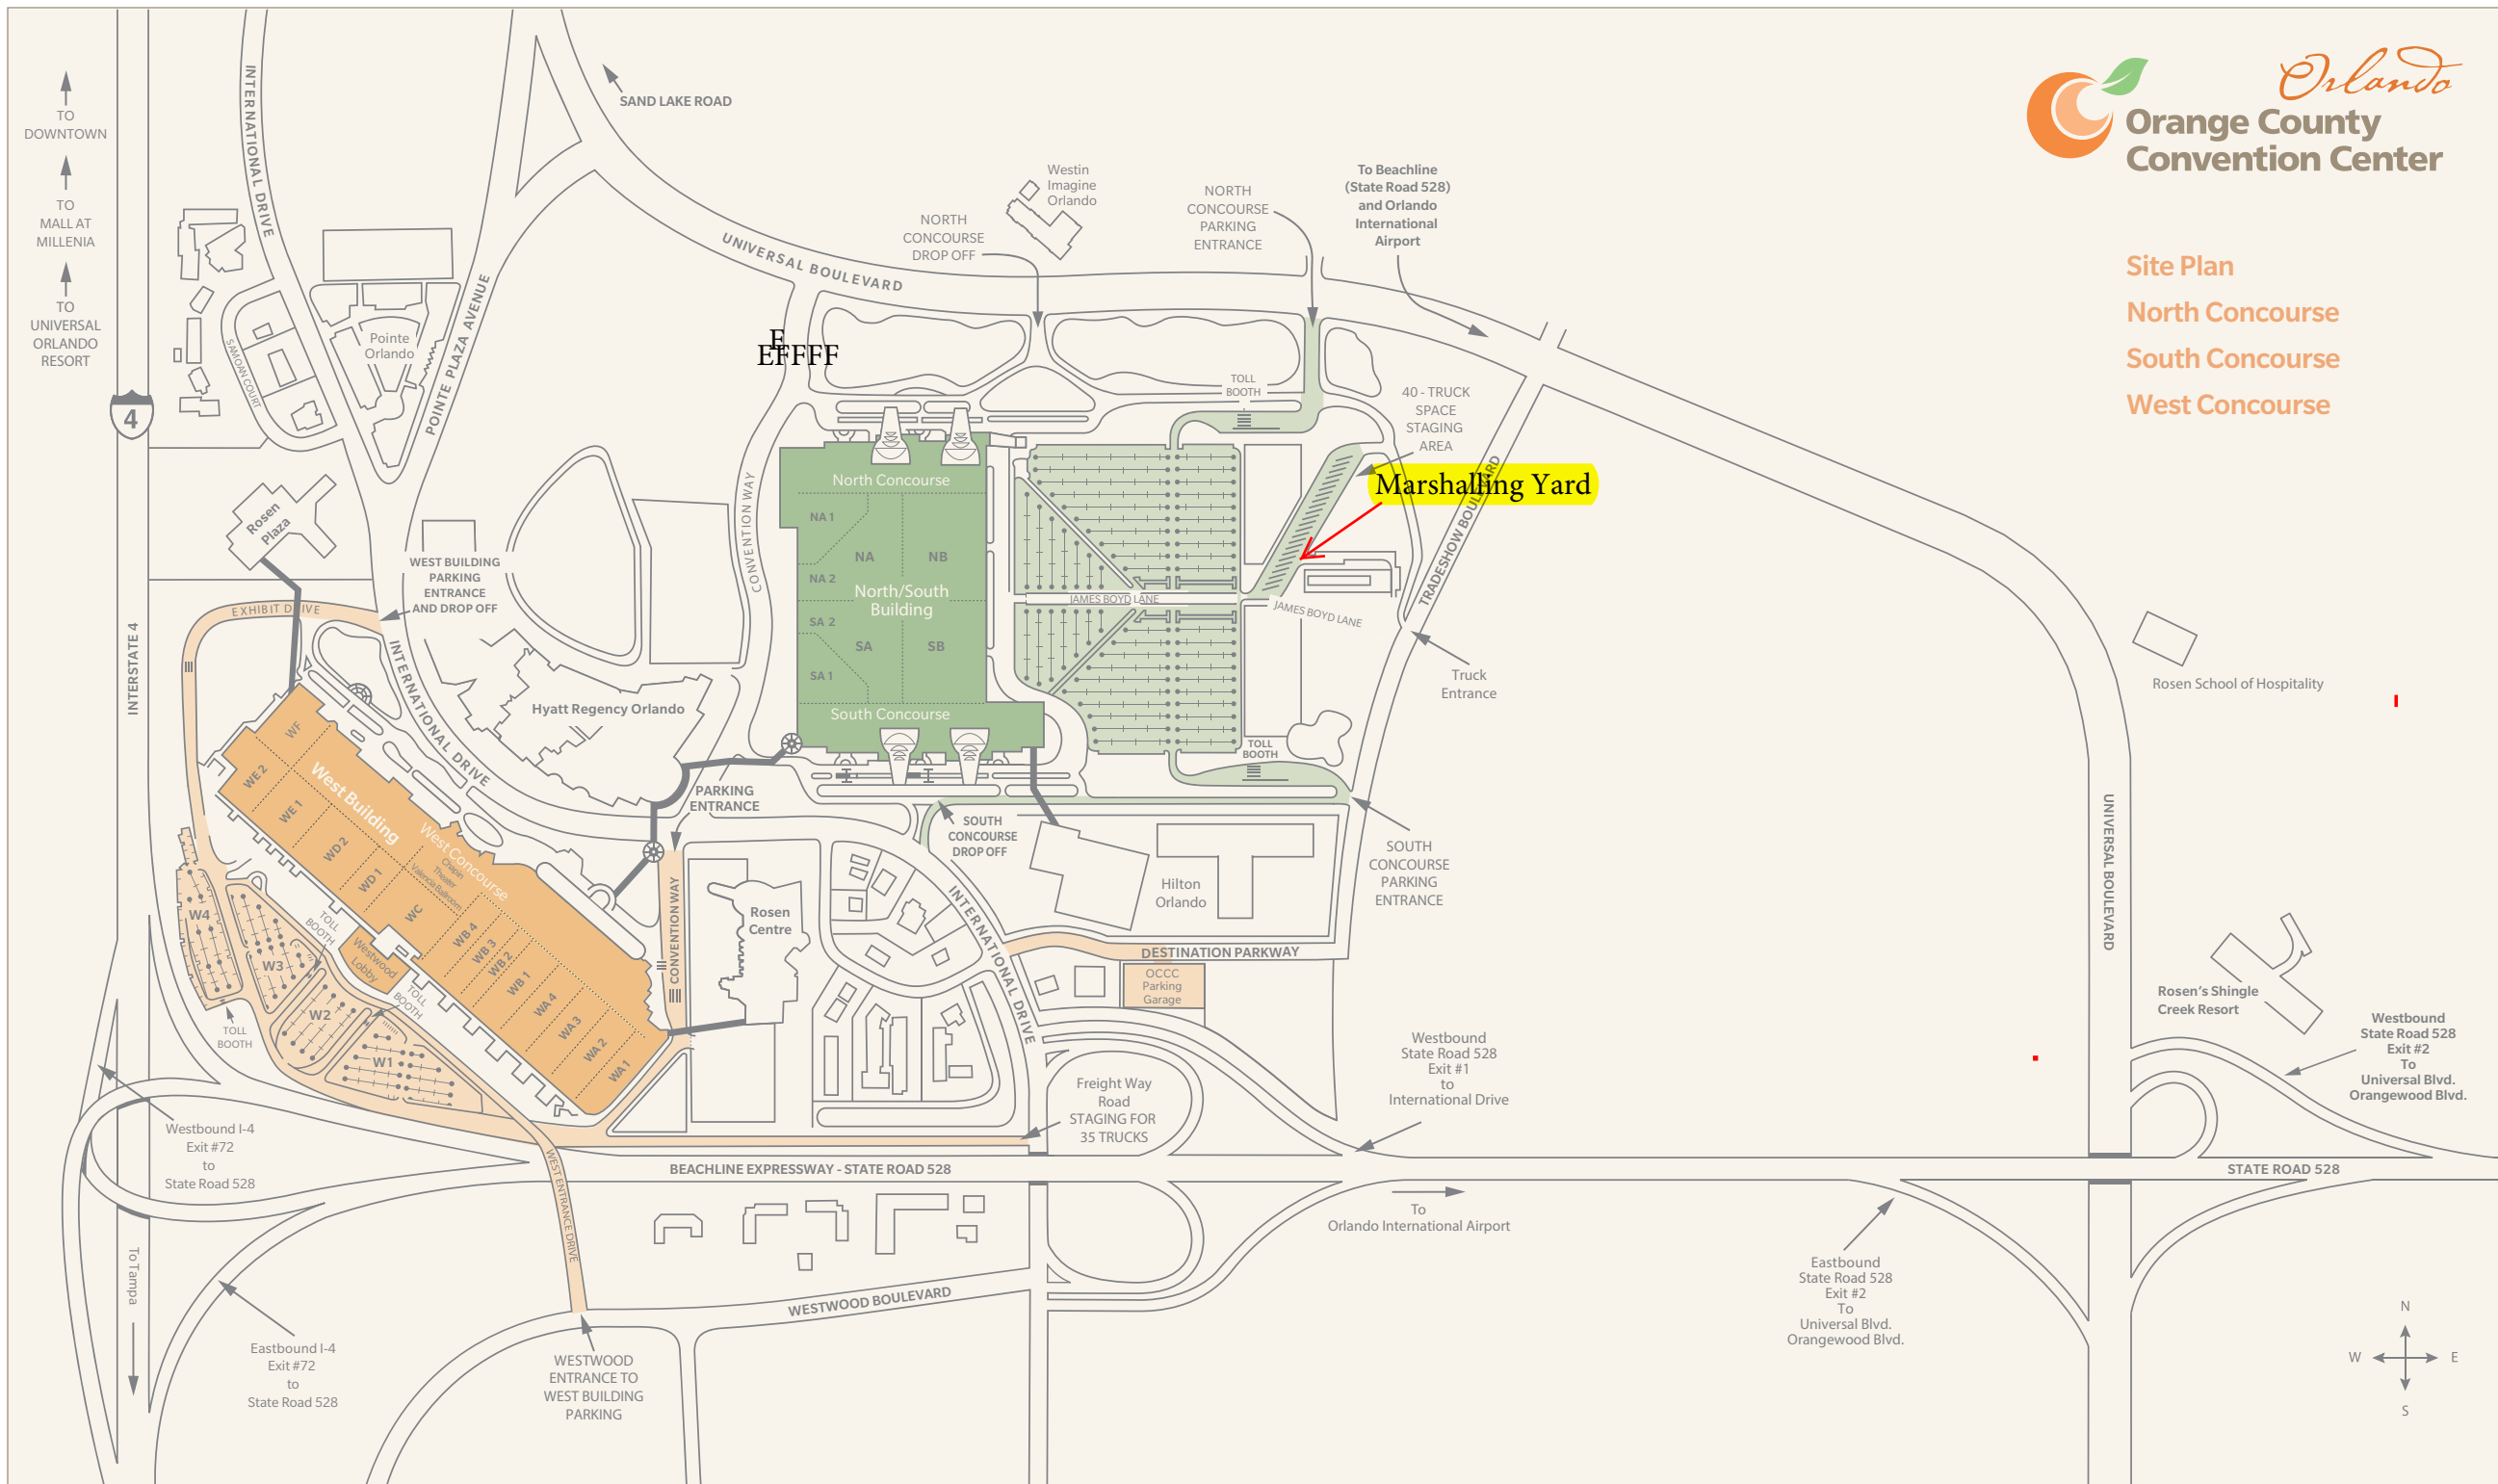 Orlando
Orange County
Convention Center
Site Plan
North Concourse
South Concourse
West Concourse
TO
DOWNTOWN
TO
MALL AT
MILLENIA
TO
UNIVERSAL
ORLANDO
RESORT
4
INTERSTATE 4
To Tampa
INTERNATIONAL DRIVE
SAND LAKE ROAD
UNIVERSAL BOULEVARD
NORTH
CONCOURSE
DROP OFF
Westin
Imagine
Orlando
NORTH
CONCOURSE
PARKING
ENTRANCE
To Beachline
(State Road 528)
and Orlando
International
Airport
SAMOAN COURT
Pointe
Orlando
POINTE PLAZA AVENUE
E
EFFFF
TOLL
BOOTH
40 - TRUCK
SPACE
STAGING
AREA
Marshalling Yard
TRADESHOW BOULEVARD
CONVENTION WAY
North Concourse
NA 1
NA
NB
NA 2
North/South
Building
SA 2
SA
SB
SA 1
South Concourse
JAMES BOYD LANE
JAMES BOYD LANE
Truck
Entrance
TOLL
BOOTH
Rosen
Plaza
WEST BUILDING
PARKING
ENTRANCE
AND DROP OFF
EXHIBIT DRIVE
INTERNATIONAL DRIVE
Hyatt Regency Orlando
PARKING
ENTRANCE
SOUTH
CONCOURSE
DROP OFF
SOUTH
CONCOURSE
PARKING
ENTRANCE
Hilton
Orlando
WF
WE 2
WE 1
WD 2
WD 1
WC
WB 4
WB 3
WB 2
WB 1
WA 4
WA 3
WA 2
WA 1
West Building
West Concourse
Chapin
Theater
Valencia Ballroom
Westwood
Lobby
TOLL
BOOTH
TOLL
BOOTH
TOLL
BOOTH
W4
W3
W2
W1
CONVENTION WAY
Rosen
Centre
INTERNATIONAL DRIVE
DESTINATION PARKWAY
OCCC
Parking
Garage
Freight Way
Road
STAGING FOR
35 TRUCKS
Westbound
State Road 528
Exit #1
to
International Drive
Rosen School of Hospitality
UNIVERSAL BOULEVARD
Rosen's Shingle
Creek Resort
Westbound
State Road 528
Exit #2
To
Universal Blvd.
Orangewood Blvd.
Westbound I-4
Exit #72
to
State Road 528
BEACHLINE EXPRESSWAY - STATE ROAD 528
STATE ROAD 528
To
Orlando International Airport
Eastbound
State Road 528
Exit #2
To
Universal Blvd.
Orangewood Blvd.
WEST ENTRANCE DRIVE
WESTWOOD BOULEVARD
Eastbound I-4
Exit #72
to
State Road 528
WESTWOOD
ENTRANCE TO
WEST BUILDING
PARKING
N
W
E
S